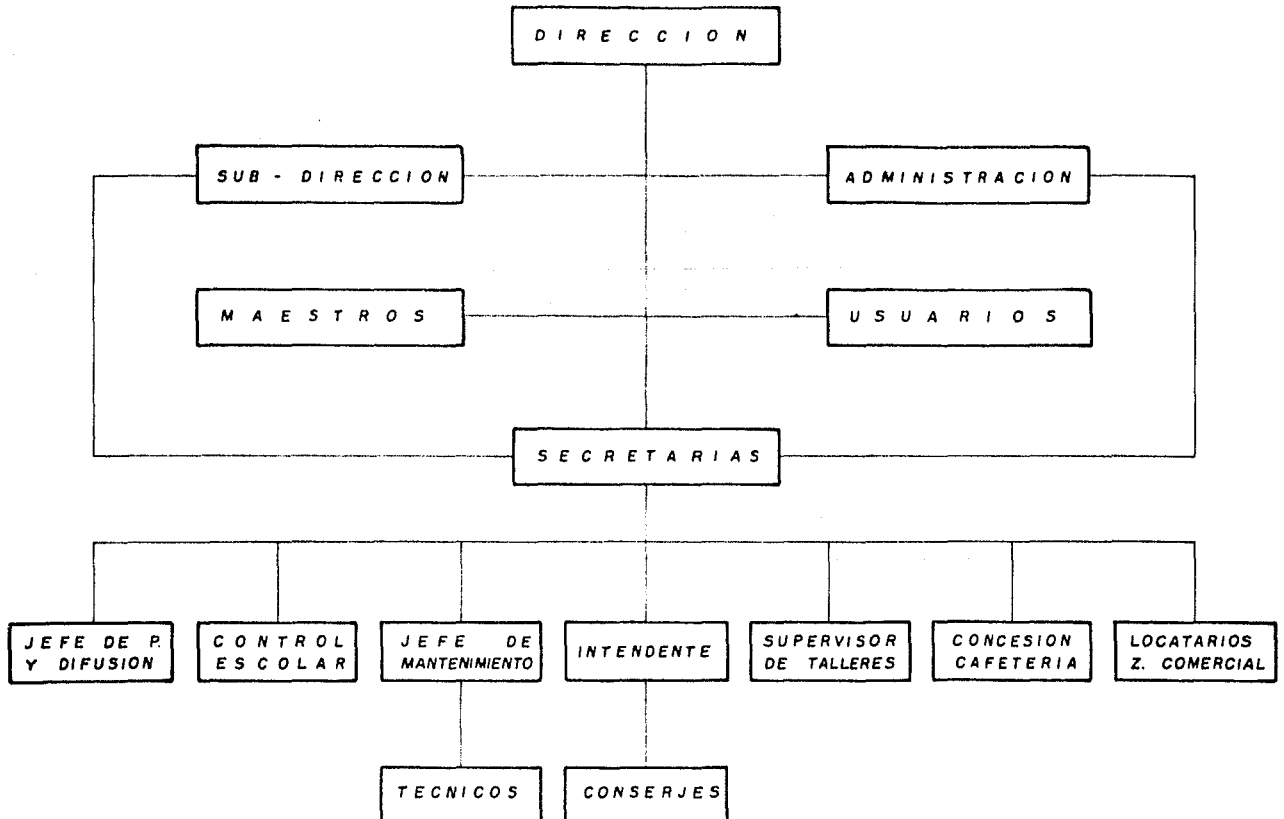 DIRECCION
SUB - DIRECCION
ADMINISTRACION
MAESTROS
USUARIOS
SECRETARIAS
JEFE DE P.
Y DIFUSION
CONTROL
ESCOLAR
JEFE DE
MANTENIMIENTO
INTENDENTE
SUPERVISOR
DE TALLERES
CONCESION
CAFETERIA
LOCATARIOS
Z. COMERCIAL
TECNICOS
CONSERJES